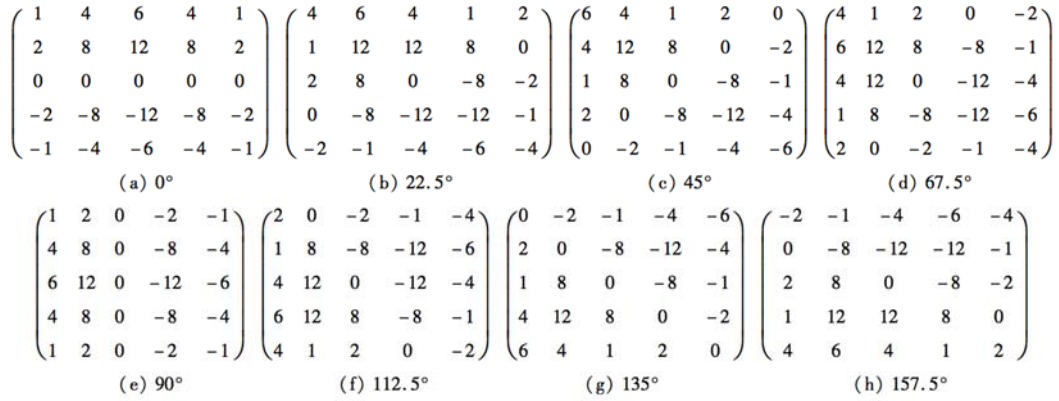 1 4 6 4 1 4 6 4 1 2 6 4 1 2 0 4 1 2 0 -2
2 8 12 8 2 1 12 12 8 0 4 12 8 0 -2 6 12 8 -8 -1
0 0 0 0 0 2 8 0 -8 -2 1 8 0 -8 -1 4 12 0 -12 -4
-2 -8 -12 -8 -2 0 -8 -12 -12 -1 2 0 -8 -12 -4 1 8 -8 -12 -6
-1 -4 -6 -4 -1 -2 -1 -4 -6 -4 0 -2 -1 -4 -6 2 0 -2 -1 -4
(a) 0° (b) 22.5° (c) 45° (d) 67.5°
1 2 0 -2 -1 2 0 -2 -1 -4 0 -2 -1 -4 -6 -2 -1 -4 -6 -4
4 8 0 -8 -4 1 8 -8 -12 -6 2 0 -8 -12 -4 0 -8 -12 -12 -1
6 12 0 -12 -6 4 12 0 -12 -4 1 8 0 -8 -1 2 8 0 -8 -2
4 8 0 -8 -4 6 12 8 -8 -1 4 12 8 0 -2 1 12 12 8 0
1 2 0 -2 -1 4 1 2 0 -2 6 4 1 2 0 4 6 4 1 2
(e) 90° (f) 112.5° (g) 135° (h) 157.5°